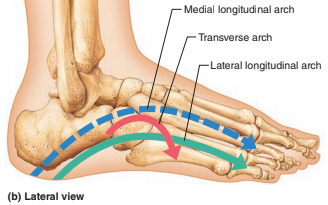 Medial longitudinal arch
Transverse arch
Lateral longitudinal arch
(b) Lateral view